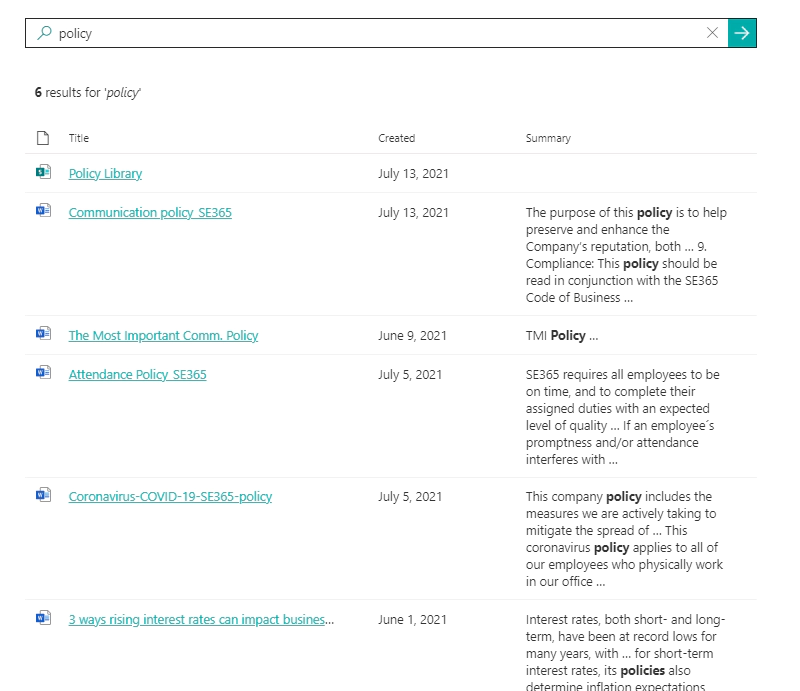 policy
6 results for 'policy'
Title Created Summary
Policy Library July 13, 2021
Communication policy_SE365 July 13, 2021 The purpose of this policy is to help
preserve and enhance the
Company's reputation, both ... 9.
Compliance: This policy should be
read in conjunction with the SE365
Code of Business ...
The Most Important Comm. Policy June 9, 2021 TMI Policy ...
Attendance Policy_SE365 July 5, 2021 SE365 requires all employees to be
on time, and to complete their
assigned duties with an expected
level of quality ... If an employee´s
promptness and/or attendance
interferes with ...
Coronavirus-COVID-19-SE365-policy July 5, 2021 This company policy includes the
measures we are actively taking to
mitigate the spread of ... This
coronavirus policy applies to all of
our employees who physically work
in our office ...
3 ways rising interest rates can impact busines... June 1, 2021 Interest rates, both short- and long-
term, have been at record lows for
many years, with ... for short-term
interest rates, its policies also
determine inflation expectations